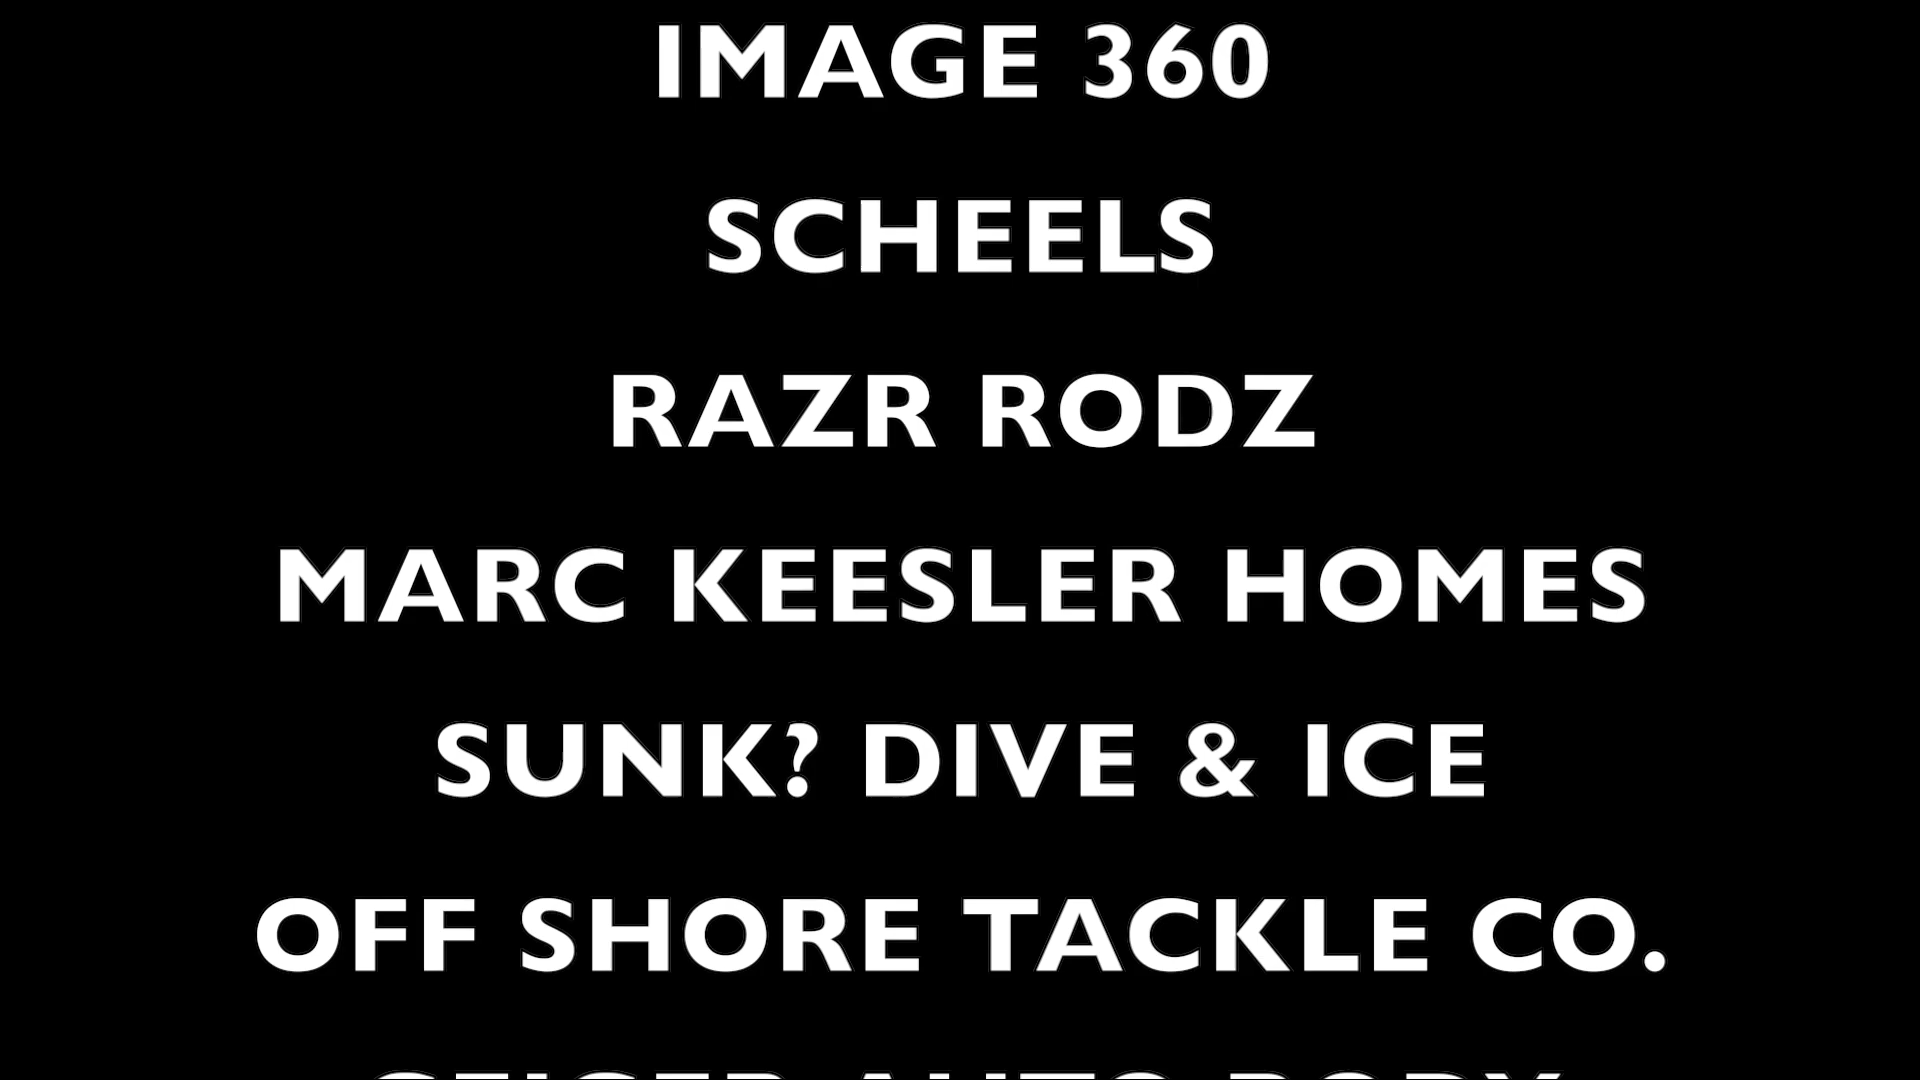 IMAGE 360
SCHEELS
RAZR RODZ
MARC KEESLER HOMES
SUNK? DIVE & ICE
OFF SHORE TACKLE CO.